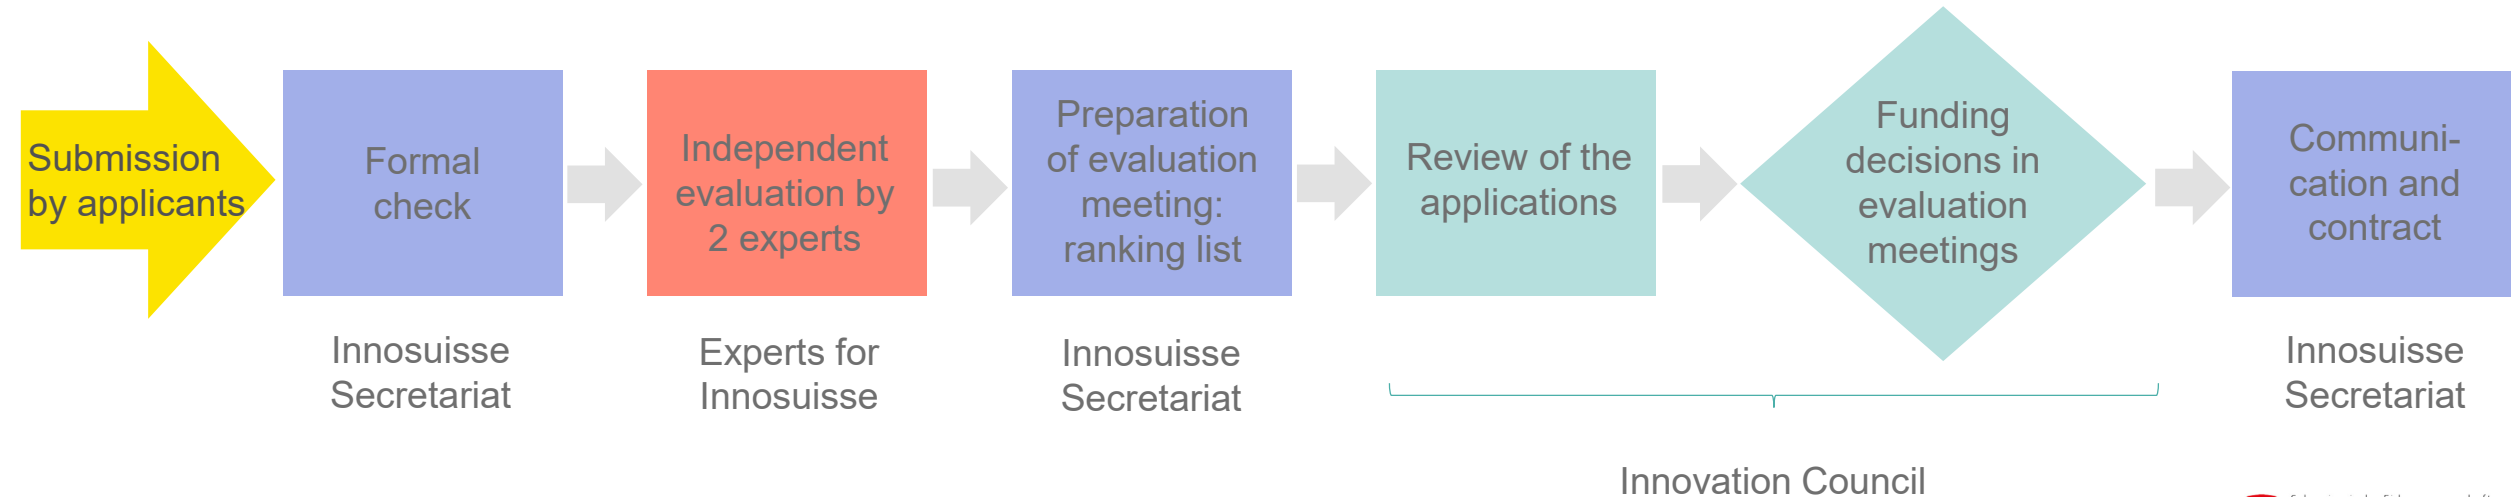 Submission
by applicants
Formal
check
Independent
evaluation by
2 experts
Preparation
of evaluation
meeting:
ranking list
Review of the
applications
Funding
decisions in
evaluation
meetings
Communi-
cation and
contract
Innosuisse
Secretariat
Experts for
Innosuisse
Innosuisse
Secretariat
Innovation Council
Innosuisse
Secretariat